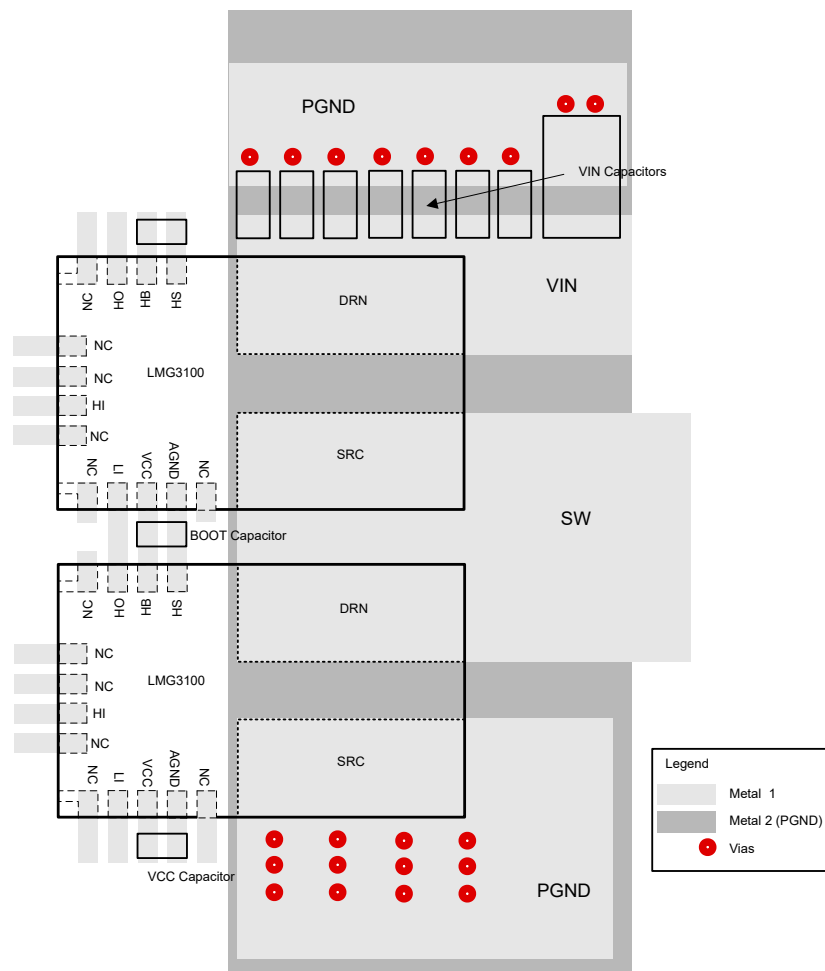 PGND
VIN Capacitors
VIN
NC
HO
HB
SH
DRN
NC
NC
HI
NC
LMG3100
SRC
NC
LI
VCC
AGND
NC
SW
BOOT Capacitor
NC
HO
HB
SH
DRN
NC
NC
HI
NC
LMG3100
SRC
NC
LI
VCC
AGND
NC
VCC Capacitor
PGND
Legend
Metal 1
Metal 2 (PGND)
Vias